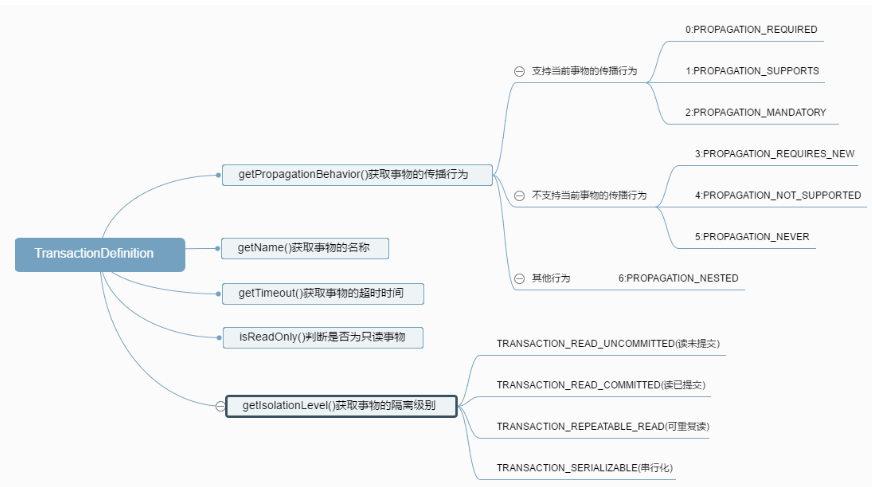 TransactionDefinition
getPropagationBehavior()获取事物的传播行为
支持当前事物的传播行为
0:PROPAGATION_REQUIRED
1:PROPAGATION_SUPPORTS
2:PROPAGATION_MANDATORY
不支持当前事物的传播行为
3:PROPAGATION_REQUIRES_NEW
4:PROPAGATION_NOT_SUPPORTED
5:PROPAGATION_NEVER
其他行为
6:PROPAGATION_NESTED
getName()获取事物的名称
getTimeout()获取事物的超时时间
isReadOnly()判断是否为只读事物
getIsolationLevel()获取事物的隔离级别
TRANSACTION_READ_UNCOMMITTED(读未提交)
TRANSACTION_READ_COMMITTED(读已提交)
TRANSACTION_REPEATABLE_READ(可重复读)
TRANSACTION_SERIALIZABLE(串行化)